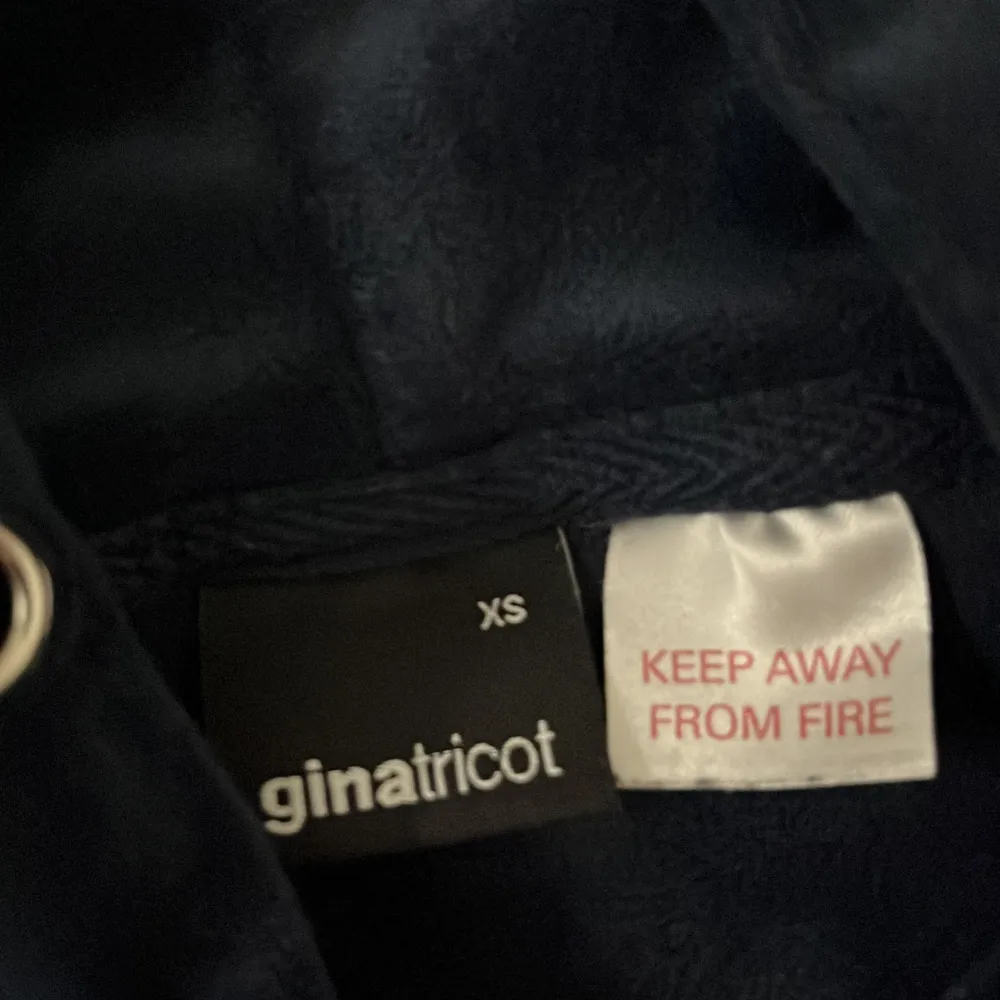 XS
ginatricot
KEEP AWAY
FROM FIRE